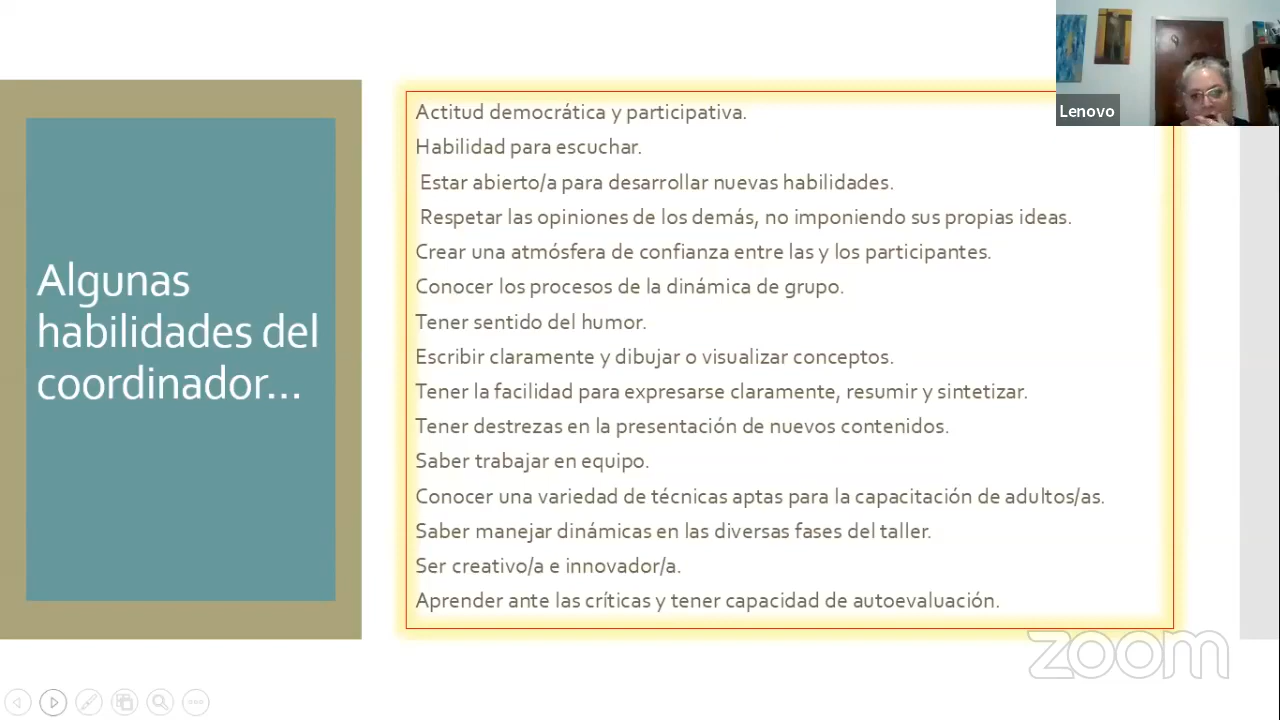 Lenovo
Algunas
habilidades del
coordinador...
Actitud democrática y participativa.
Habilidad para escuchar.
Estar abierto/a para desarrollar nuevas habilidades.
Respetar las opiniones de los demás, no imponiendo sus propias ideas.
Crear una atmósfera de confianza entre las y los participantes.
Conocer los procesos de la dinámica de grupo.
Tener sentido del humor.
Escribir claramente y dibujar o visualizar conceptos.
Tener la facilidad para expresarse claramente, resumir y sintetizar.
Tener destrezas en la presentación de nuevos contenidos.
Saber trabajar en equipo.
Conocer una variedad de técnicas aptas para la capacitación de adultos/as.
Saber manejar dinámicas en las diversas fases del taller.
Ser creativo/a e innovador/a.
Aprender ante las críticas y tener capacidad de autoevaluación.
zoom